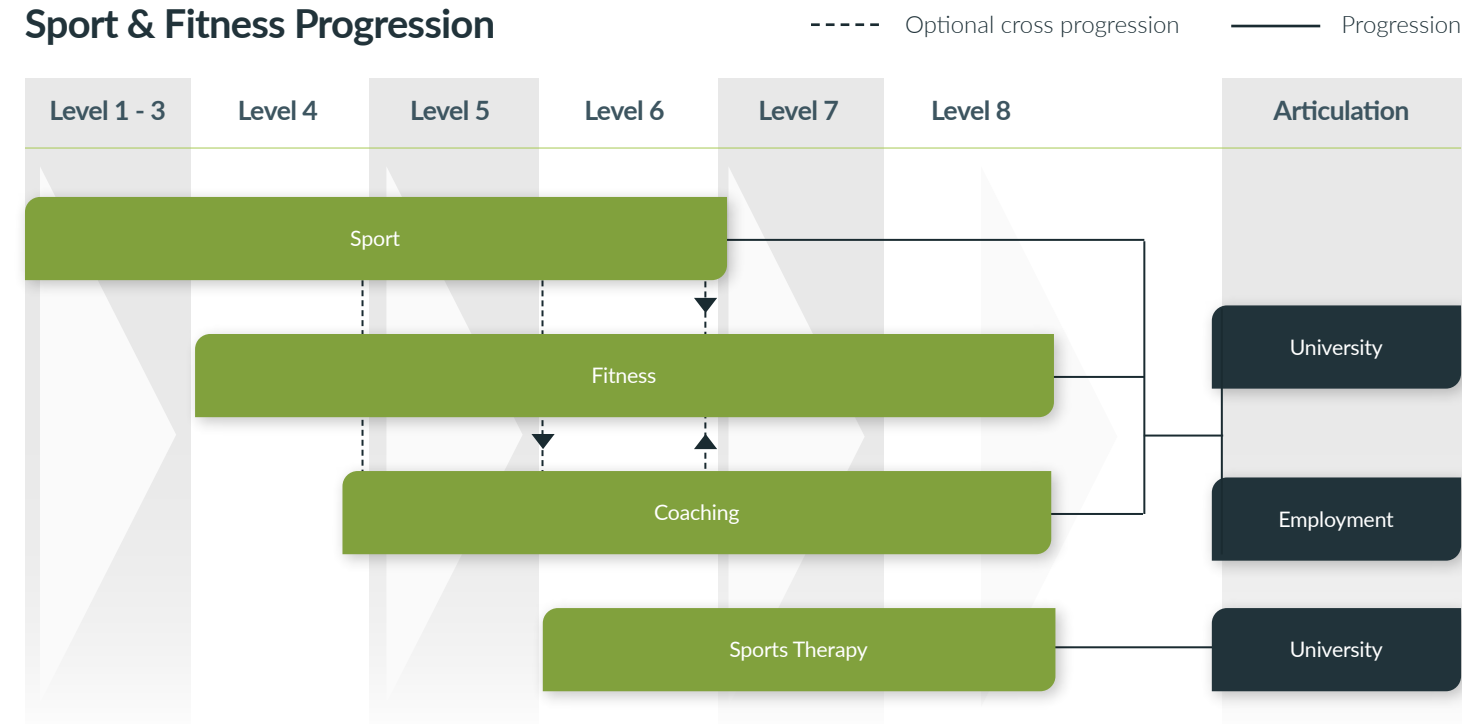 Sport & Fitness Progression
Optional cross progression
Progression
Level 1 - 3
Level 4
Level 5
Level 6
Level 7
Level 8
Articulation
Sport
Fitness
University
Coaching
Employment
Sports Therapy
University